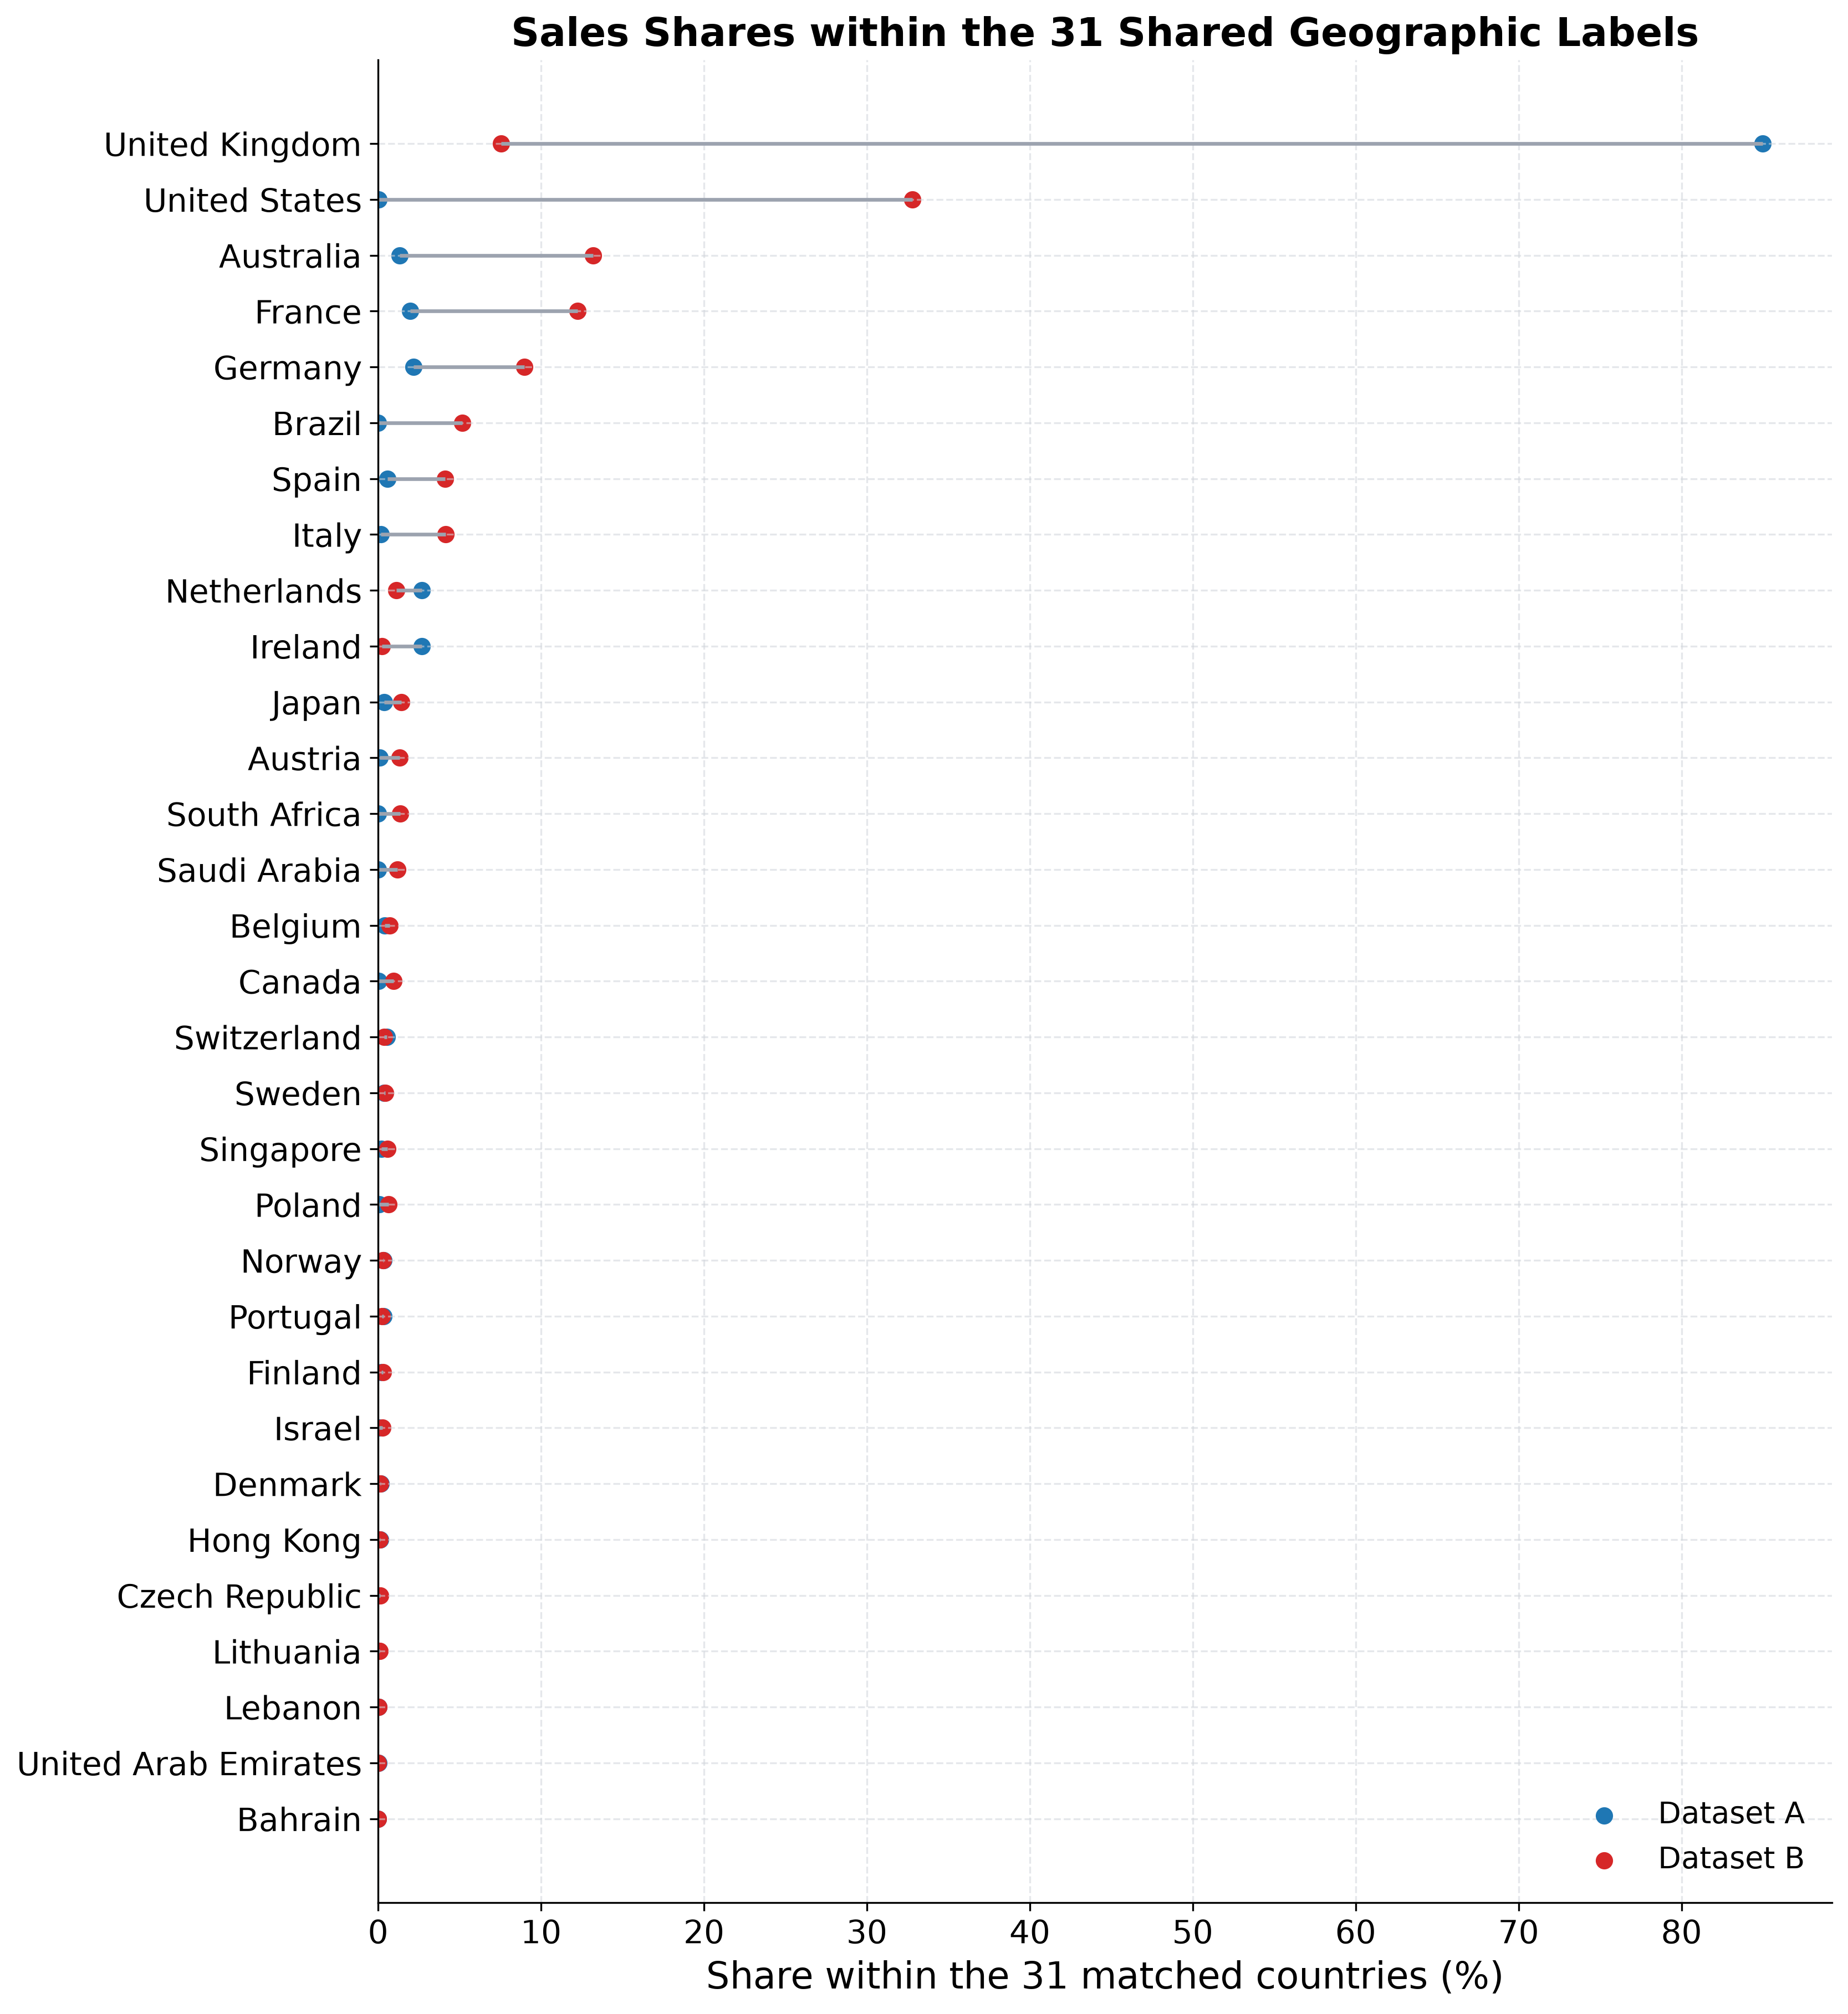 Sales Shares within the 31 Shared Geographic Labels
United Kingdom
United States
Australia
France
Germany
Brazil
Spain
Italy
Netherlands
Ireland
Japan
Austria
South Africa
Saudi Arabia
Belgium
Canada
Switzerland
Sweden
Singapore
Poland
Norway
Portugal
Finland
Israel
Denmark
Hong Kong
Czech Republic
Lithuania
Lebanon
United Arab Emirates
Bahrain
Dataset A
Dataset B
0 10 20 30 40 50 60 70 80
Share within the 31 matched countries (%)